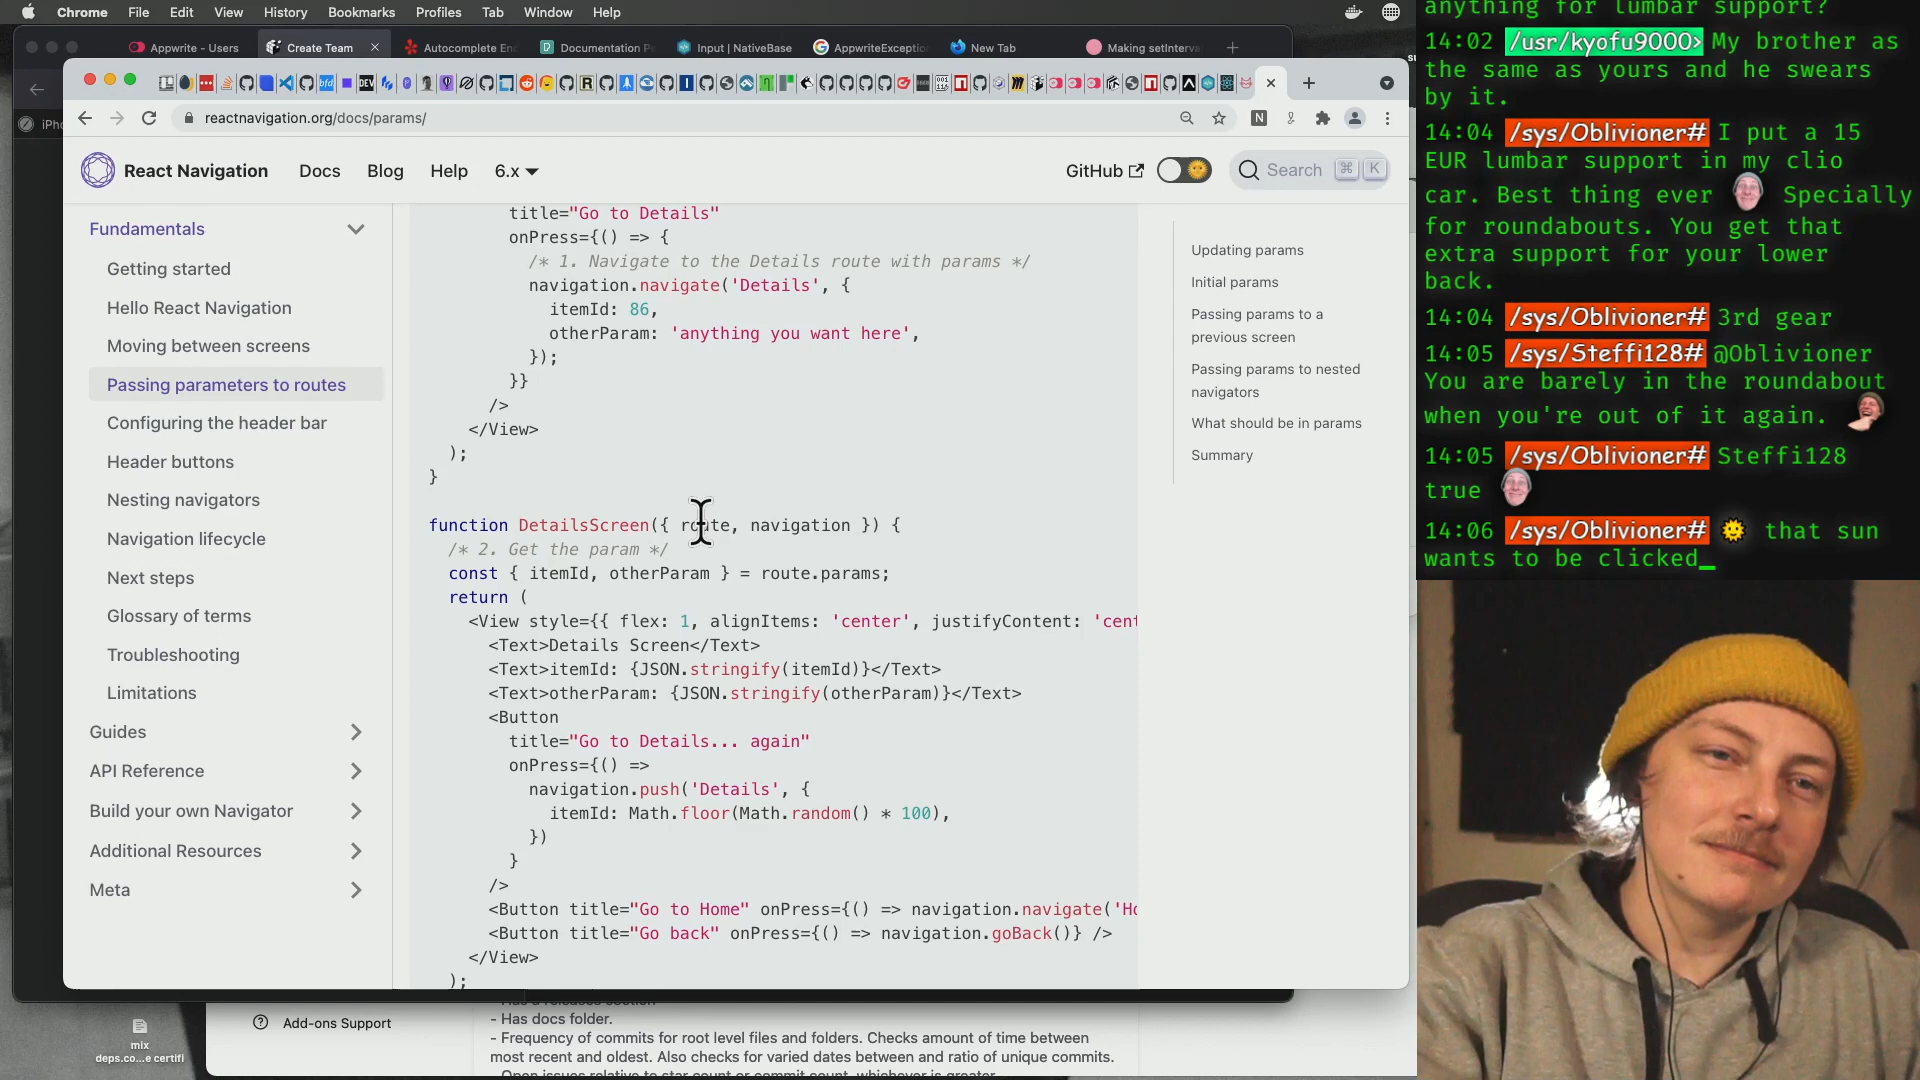 Chrome File Edit View History Bookmarks Profiles Tab Window Help
Appwrite - Users
Create Team
Autocomplete En
Documentation P
Input | NativeBase
AppwriteExceptio
New Tab
Making setInterva
reactnavigation.org/docs/params/
React Navigation Docs Blog Help 6.x GitHub Search ⌘ K
Fundamentals
Getting started
Hello React Navigation
Moving between screens
Passing parameters to routes
Configuring the header bar
Header buttons
Nesting navigators
Navigation lifecycle
Next steps
Glossary of terms
Troubleshooting
Limitations
Guides
API Reference
Build your own Navigator
Additional Resources
Meta
title="Go to Details"
onPress={() => {
/* 1. Navigate to the Details route with params */
navigation.navigate('Details', {
itemId: 86,
otherParam: 'anything you want here',
});
}}
/>
</View>
);
}
function DetailsScreen({ route, navigation }) {
/* 2. Get the param */
const { itemId, otherParam } = route.params;
return (
<View style={{ flex: 1, alignItems: 'center', justifyContent: 'cent
<Text>Details Screen</Text>
<Text>itemId: {JSON.stringify(itemId)}</Text>
<Text>otherParam: {JSON.stringify(otherParam)}</Text>
<Button
title="Go to Details... again"
onPress={() =>
navigation.push('Details', {
itemId: Math.floor(Math.random() * 100),
})
}
/>
<Button title="Go to Home" onPress={() => navigation.navigate('Ho
<Button title="Go back" onPress={() => navigation.goBack()} />
</View>
);
Updating params
Initial params
Passing params to a
previous screen
Passing params to nested
navigators
What should be in params
Summary
Add-ons Support
- Has docs folder.
- Frequency of commits for root level files and folders. Checks amount of time between
most recent and oldest. Also checks for varied dates between and ratio of unique commits.
mix
deps.co...e certifi
anything for lumbar support?
14:02 /usr/kyofu9000> My brother as
the same as yours and he swears
by it.
14:04 /sys/Oblivioner# I put a 15
EUR lumbar support in my clio
car. Best thing ever Specially
for roundabouts. You get that
extra support for your lower
back.
14:04 /sys/Oblivioner# 3rd gear
14:05 /sys/Steffi128# @Oblivioner
You are barely in the roundabout
when you're out of it again.
14:05 /sys/Oblivioner# Steffi128
true
14:06 /sys/Oblivioner# 🌞 that sun
wants to be clicked_